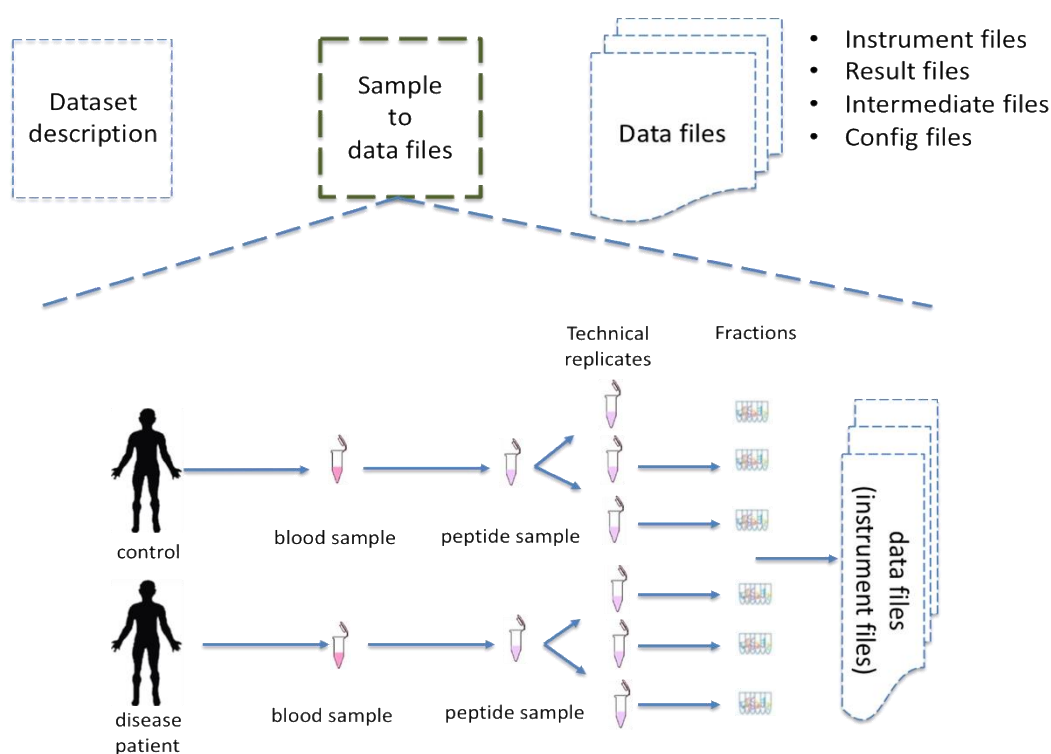 Dataset
description
Sample
to
data files
Data files
• Instrument files
• Result files
• Intermediate files
• Config files
Technical
replicates
Fractions
control
blood sample
peptide sample
data files
(instrument files)
disease
patient
blood sample
peptide sample